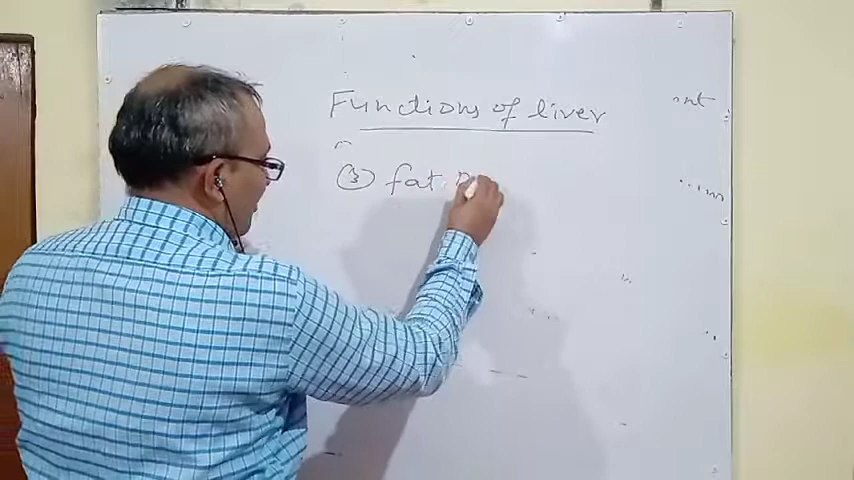 Functions of liver
③ fat